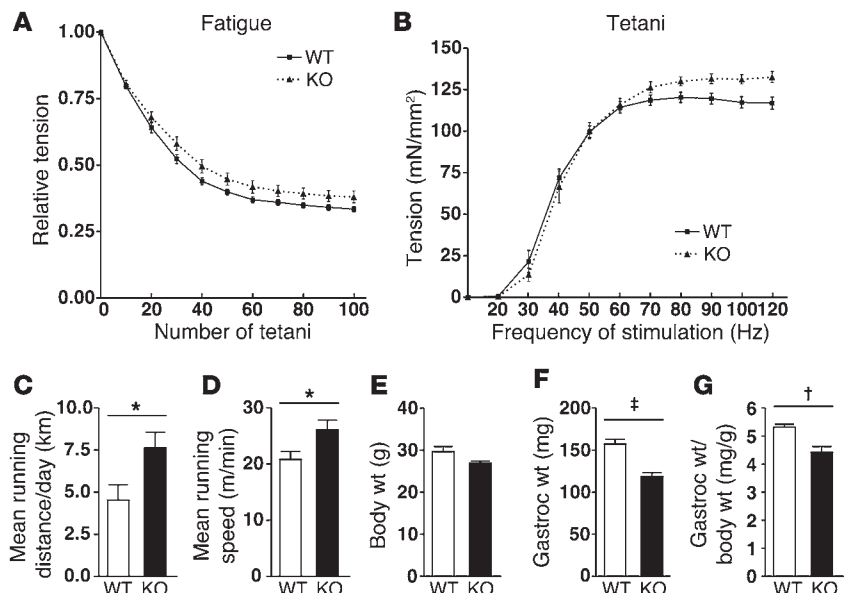 A
Fatigue
WT
KO
1.00
0.75
0.50
0.25
0.00
Relative tension
0 20 40 60 80 100
Number of tetani
B
Tetani
150
125
100
75
50
25
0
Tension (mN/mm²)
WT
KO
20 30 40 50 60 70 80 90 100 120
Frequency of stimulation (Hz)
C
*
10.0
7.5
5.0
2.5
0.0
Mean running
distance/day (km)
WT KO
D
*
30
20
10
0
Mean running
speed (m/min)
WT KO
E
40
30
20
10
0
Body wt (g)
WT KO
F
‡
200
150
100
50
0
Gastroc wt (mg)
WT KO
G
†
6
5
4
3
2
1
0
Gastroc wt/
body wt (mg/g)
WT KO